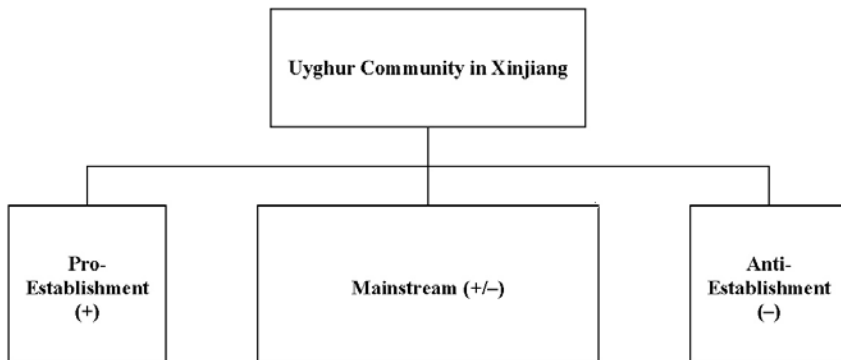 Uyghur Community in Xinjiang
Pro-
Establishment
(+)
Mainstream (+/–)
Anti-
Establishment
(–)